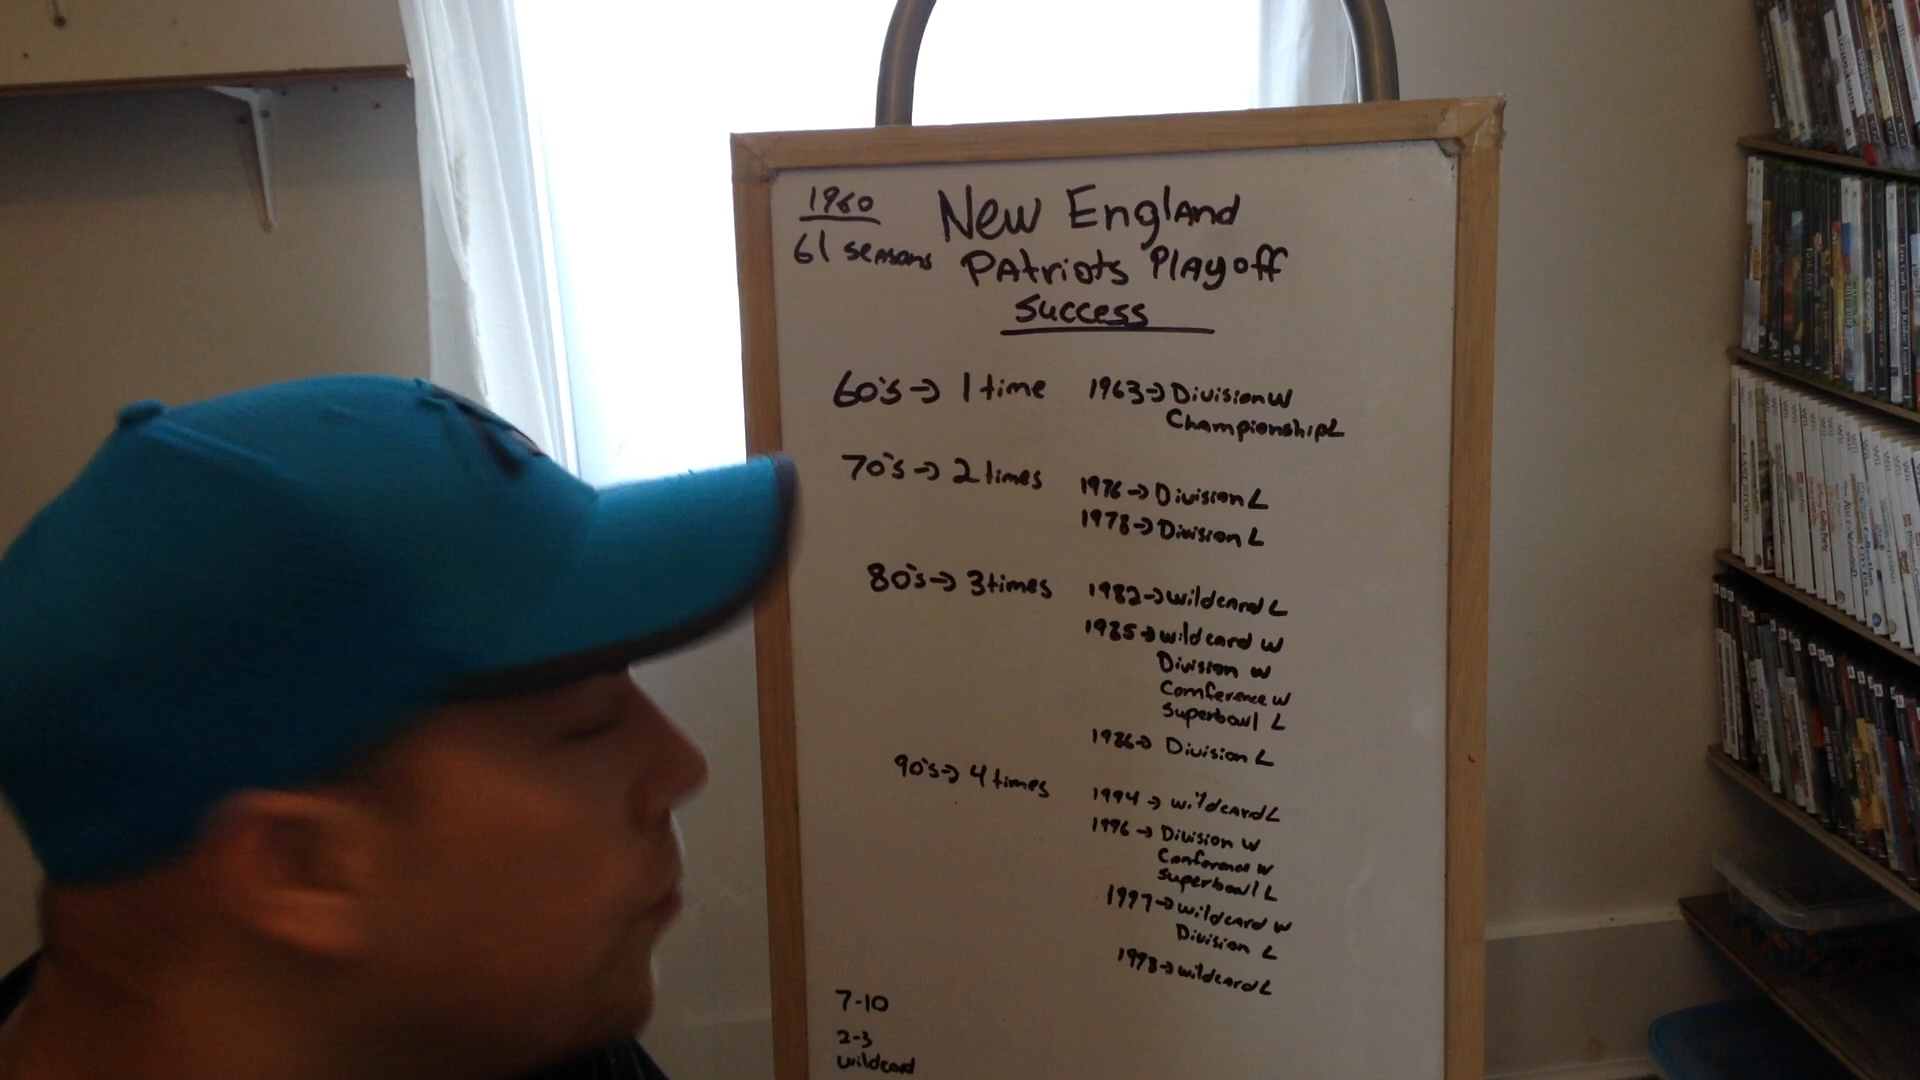 1960
61 seasons
New England
Patriots Playoff
Success
60's → 1 time
1963 → Division W
Championship L
70's → 2 times
1976 → Division L
1978 → Division L
80's → 3 times
1982 → wildcard L
1985 → wildcard W
Division W
Comference W
Superbowl L
1986 → Division L
90's → 4 times
1994 → wildcard L
1996 → Division W
Conference W
Superbowl L
1997 → wildcard W
Division L
1998 → wildcard L
7-10
2-3
wildcard